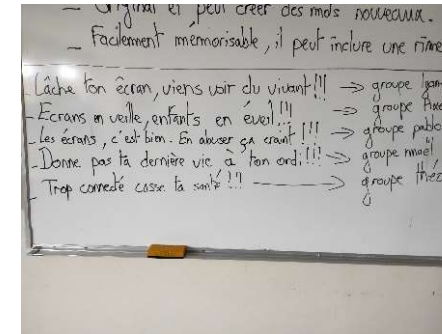 _ Original et peut créer des mots nouveaux.
_ Facilement mémorisable, il peut inclure une rime
_ Lâche ton écran, viens voir du vivant!!! → groupe
_ Ecrans en veille, enfants en éveil!!! → groupe
_ Les écrans, c'est bien. En abuser ça craint!!! → groupe pablo
_ Donne pas ta dernière vie à ton ordi!!! → groupe
_ Trop connecté casse ta santé!!! → groupe